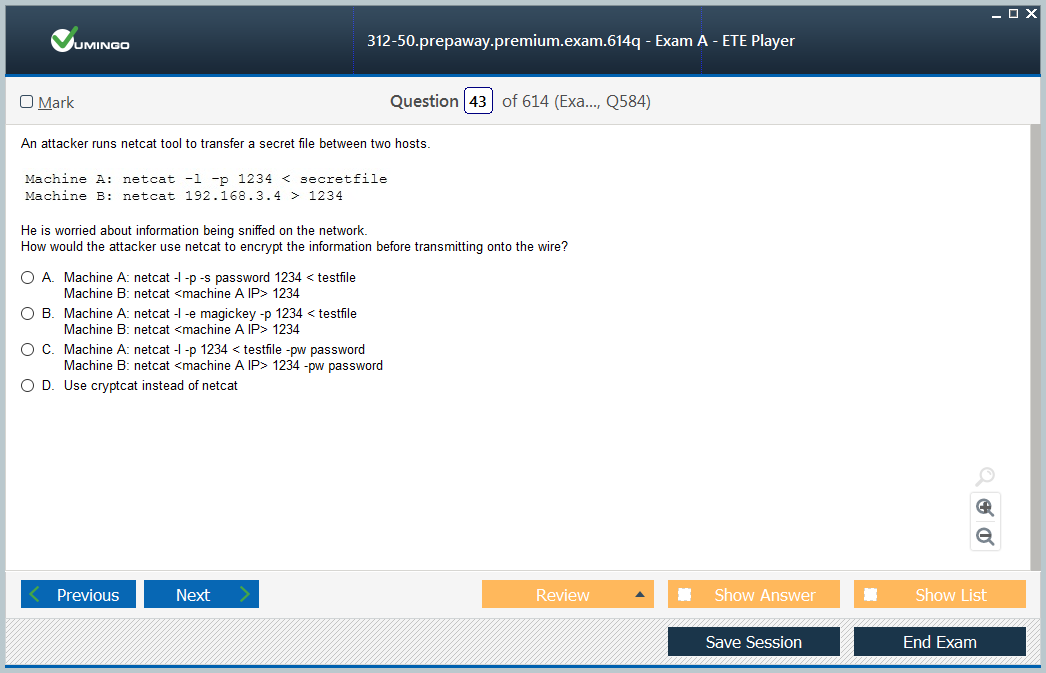 VUMINGO
312-50.prepaway.premium.exam.614q - Exam A - ETE Player
Mark
Question 43 of 614 (Exa..., Q584)
An attacker runs netcat tool to transfer a secret file between two hosts.
Machine A: netcat -l -p 1234 < secretfile
Machine B: netcat 192.168.3.4 > 1234
He is worried about information being sniffed on the network.
How would the attacker use netcat to encrypt the information before transmitting onto the wire?
A. Machine A: netcat -l -p -s password 1234 < testfile
Machine B: netcat <machine A IP> 1234
B. Machine A: netcat -l -e magickey -p 1234 < testfile
Machine B: netcat <machine A IP> 1234
C. Machine A: netcat -l -p 1234 < testfile -pw password
Machine B: netcat <machine A IP> 1234 -pw password
D. Use cryptcat instead of netcat
Previous
Next
Review
Show Answer
Show List
Save Session
End Exam